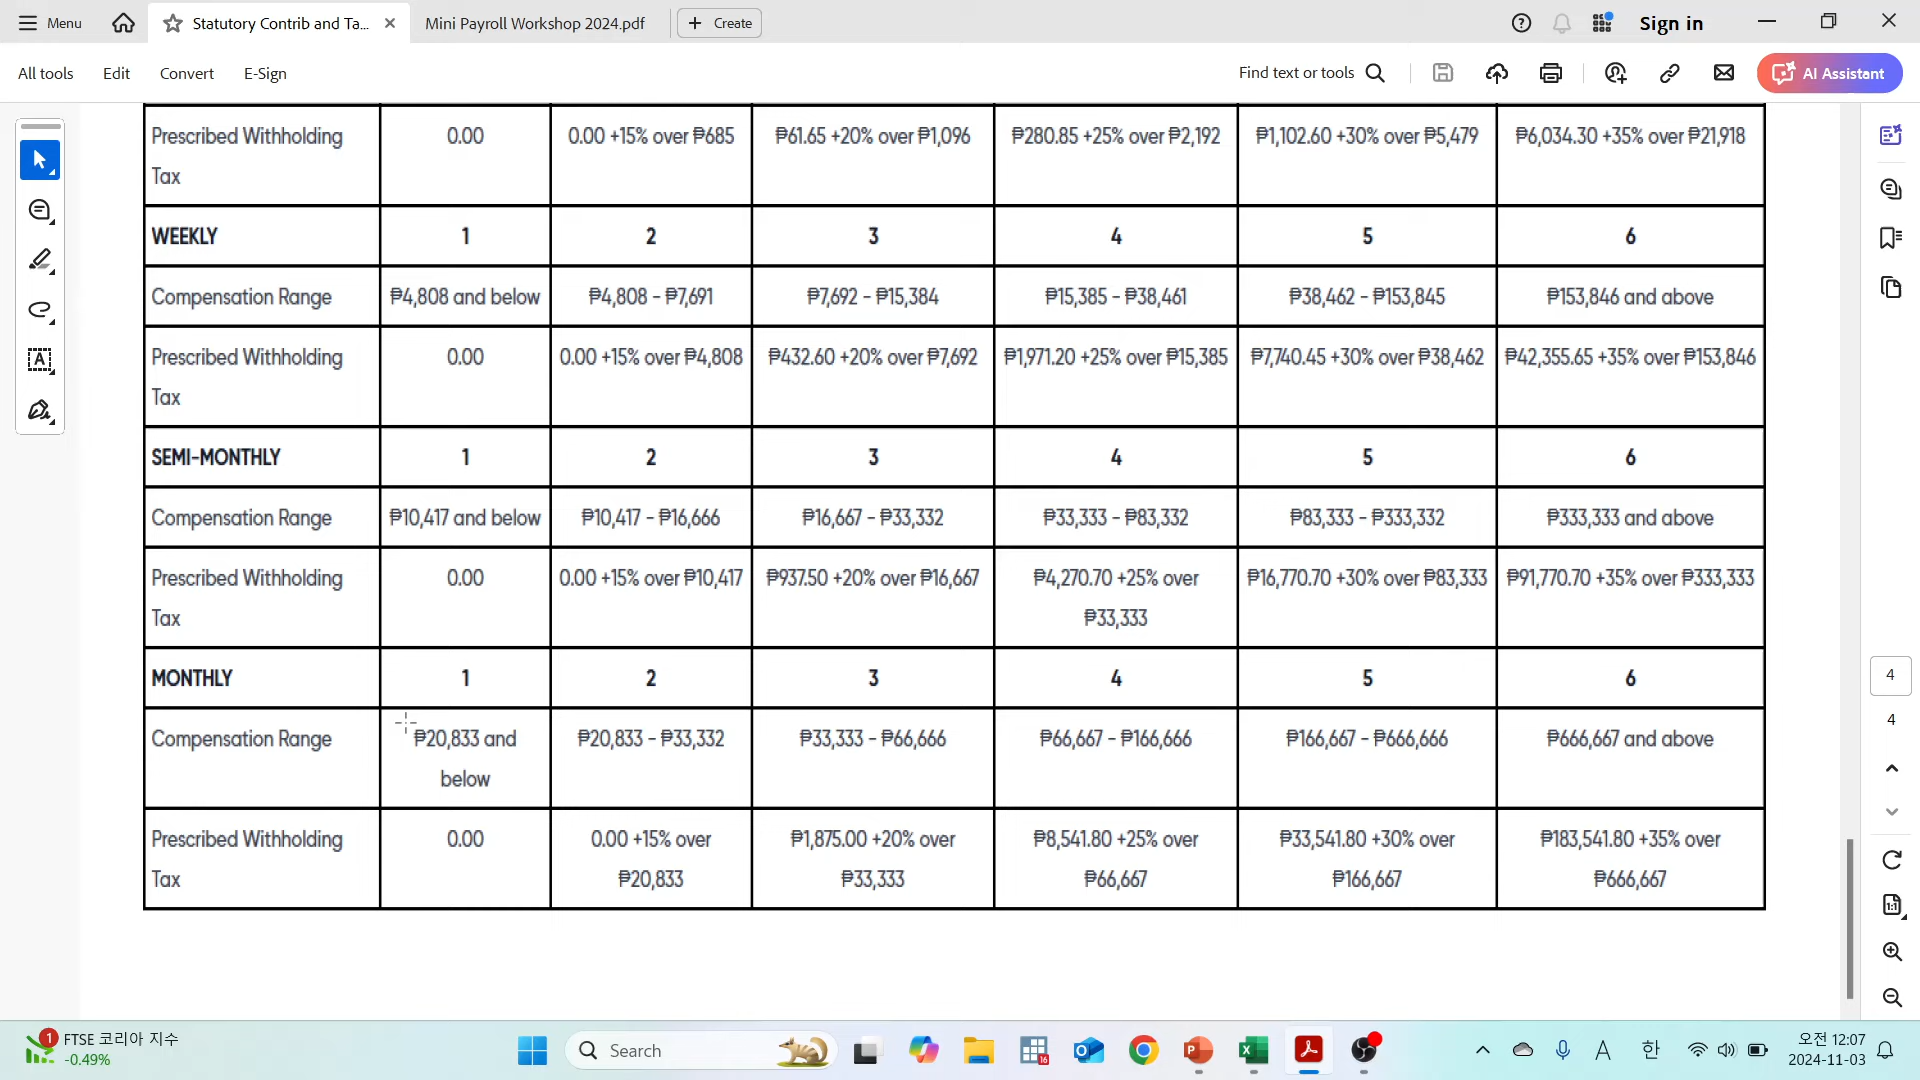 Menu
Statutory Contrib and Ta...
Mini Payroll Workshop 2024.pdf
Create
Sign in
All tools
Edit
Convert
E-Sign
Find text or tools
AI Assistant
Prescribed Withholding Tax 0.00 0.00 +15% over ₱685 ₱61.65 +20% over ₱1,096 ₱280.85 +25% over ₱2,192 ₱1,102.60 +30% over ₱5,479 ₱6,034.30 +35% over ₱21,918
WEEKLY 1 2 3 4 5 6
Compensation Range ₱4,808 and below ₱4,808 - ₱7,691 ₱7,692 - ₱15,384 ₱15,385 - ₱38,461 ₱38,462 - ₱153,845 ₱153,846 and above
Prescribed Withholding Tax 0.00 0.00 +15% over ₱4,808 ₱432.60 +20% over ₱7,692 ₱1,971.20 +25% over ₱15,385 ₱7,740.45 +30% over ₱38,462 ₱42,355.65 +35% over ₱153,846
SEMI-MONTHLY 1 2 3 4 5 6
Compensation Range ₱10,417 and below ₱10,417 - ₱16,666 ₱16,667 - ₱33,332 ₱33,333 - ₱83,332 ₱83,333 - ₱333,332 ₱333,333 and above
Prescribed Withholding Tax 0.00 0.00 +15% over ₱10,417 ₱937.50 +20% over ₱16,667 ₱4,270.70 +25% over ₱33,333 ₱16,770.70 +30% over ₱83,333 ₱91,770.70 +35% over ₱333,333
MONTHLY 1 2 3 4 5 6
Compensation Range ₱20,833 and below ₱20,833 - ₱33,332 ₱33,333 - ₱66,666 ₱66,667 - ₱166,666 ₱166,667 - ₱666,666 ₱666,667 and above
Prescribed Withholding Tax 0.00 0.00 +15% over ₱20,833 ₱1,875.00 +20% over ₱33,333 ₱8,541.80 +25% over ₱66,667 ₱33,541.80 +30% over ₱166,667 ₱183,541.80 +35% over ₱666,667
4
4
1:1
1
FTSE 코리아 지수
-0.49%
Search
16
A
한
오전 12:07
2024-11-03